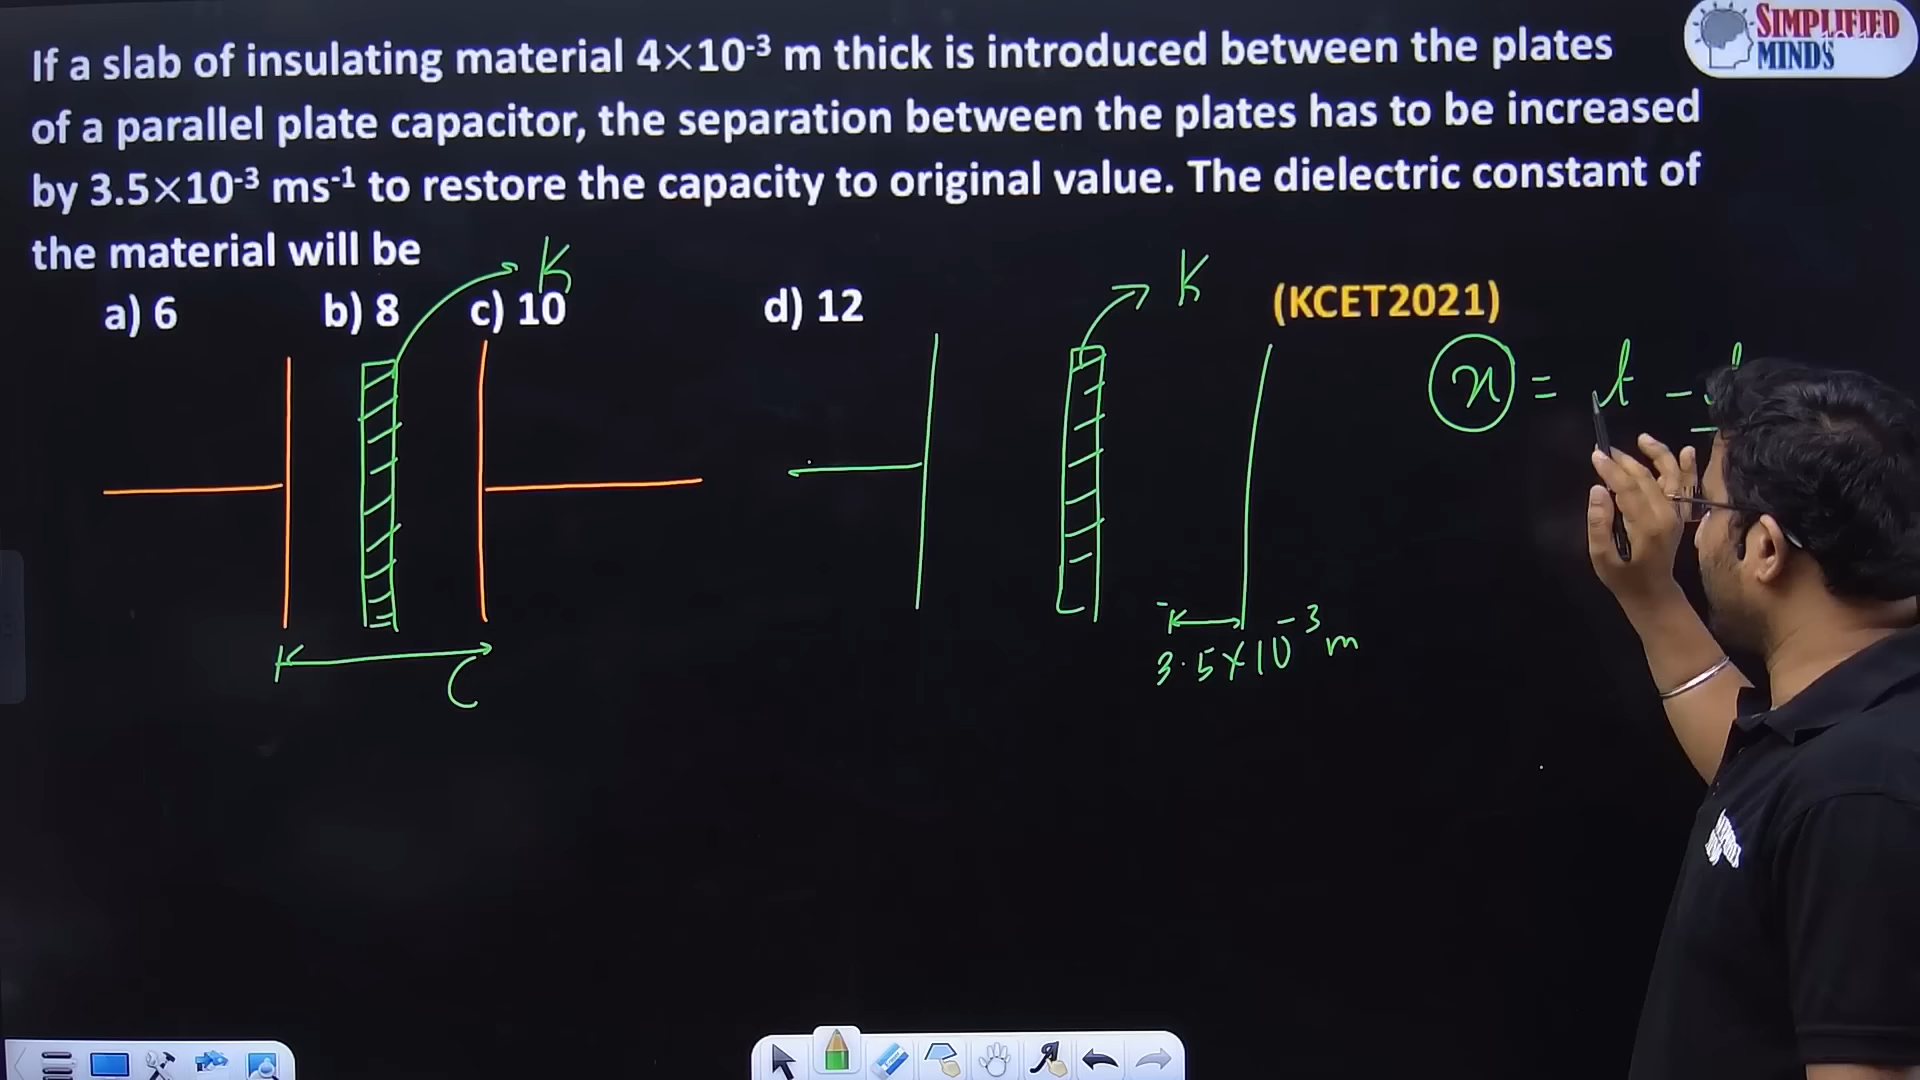 SIMPLIFIED
MINDS
If a slab of insulating material 4×10⁻³ m thick is introduced between the plates
of a parallel plate capacitor, the separation between the plates has to be increased
by 3.5×10⁻³ ms⁻¹ to restore the capacity to original value. The dielectric constant of
the material will be
K
K
a) 6 b) 8 c) 10 d) 12 (KCET2021)
x = t -
3.5×10⁻³ m
C